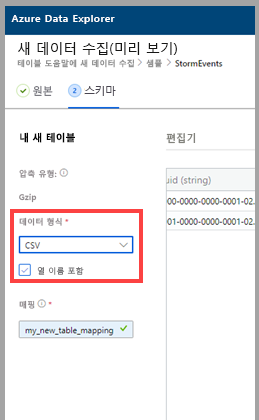 Azure Data Explorer
새 데이터 수집(미리 보기)
테이블 도움말에 새 데이터 수집 > 샘플 > StormEvents
원본
2 스키마
내 새 테이블
편집기
압축 유형:
uid (string)
Gzip
00-0000-0000-0001-02.
01-0000-0000-0001-02.
데이터 형식 *
CSV
열 이름 포함
매핑 *
my_new_table_mapping